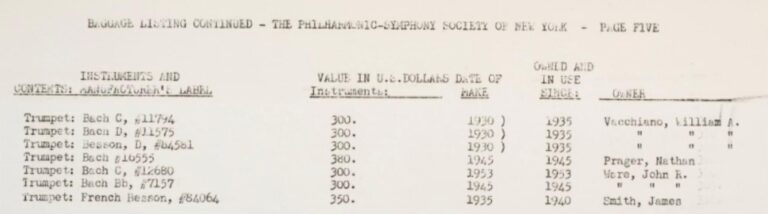 BAGGAGE LISTING CONTINUED - THE PHILHARMONIC-SYMPHONY SOCIETY OF NEW YORK - PAGE FIVE
OWNED AND
INSTRUMENTS AND VALUE IN U.S.DOLLARS DATE OF IN USE
CONTENTS: MANUFACTURER'S LABEL Instruments: MAKE SINCE: OWNER
Trumpet: Bach C, #11794 300. 1930 ) 1935 Vacchiano, William A.
Trumpet: Bach D, #11575 300. 1930 ) 1935 " " "
Trumpet: Besson, D, #84581 300. 1930 ) 1935 " " "
Trumpet: Bach #16555 380. 1945 1945 Prager, Nathan
Trumpet: Bach C, #12680 300. 1953 1953 Ware, John R.
Trumpet: Bach Bb, #7157 300. 1945 1945 " " "
Trumpet: French Besson, #84064 350. 1935 1940 Smith, James